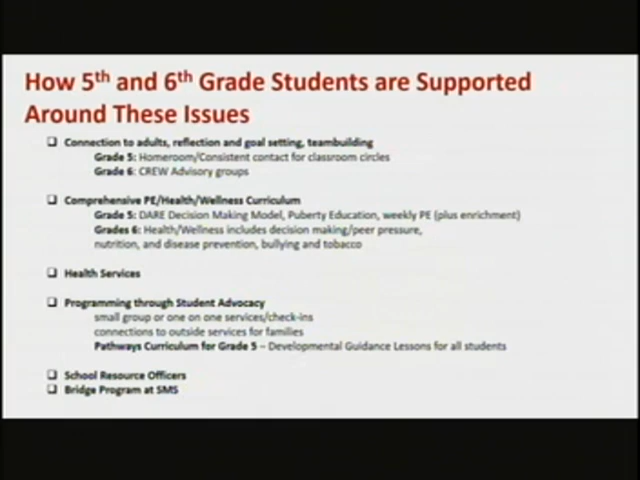 How 5th and 6th Grade Students are Supported
Around These Issues
❑ Connection to adults, reflection and goal setting, teambuilding
Grade 5: Homeroom/Consistent contact for classroom circles
Grade 6: CREW Advisory groups
❑ Comprehensive PE/Health/Wellness Curriculum
Grade 5: DARE Decision Making Model, Puberty Education, weekly PE (plus enrichment)
Grades 6: Health/Wellness includes decision making/peer pressure,
nutrition, and disease prevention, bullying and tobacco
❑ Health Services
❑ Programming through Student Advocacy
small group or one on one services/check-ins
connections to outside services for families
Pathways Curriculum for Grade 5 – Developmental Guidance Lessons for all students
❑ School Resource Officers
❑ Bridge Program at SMS